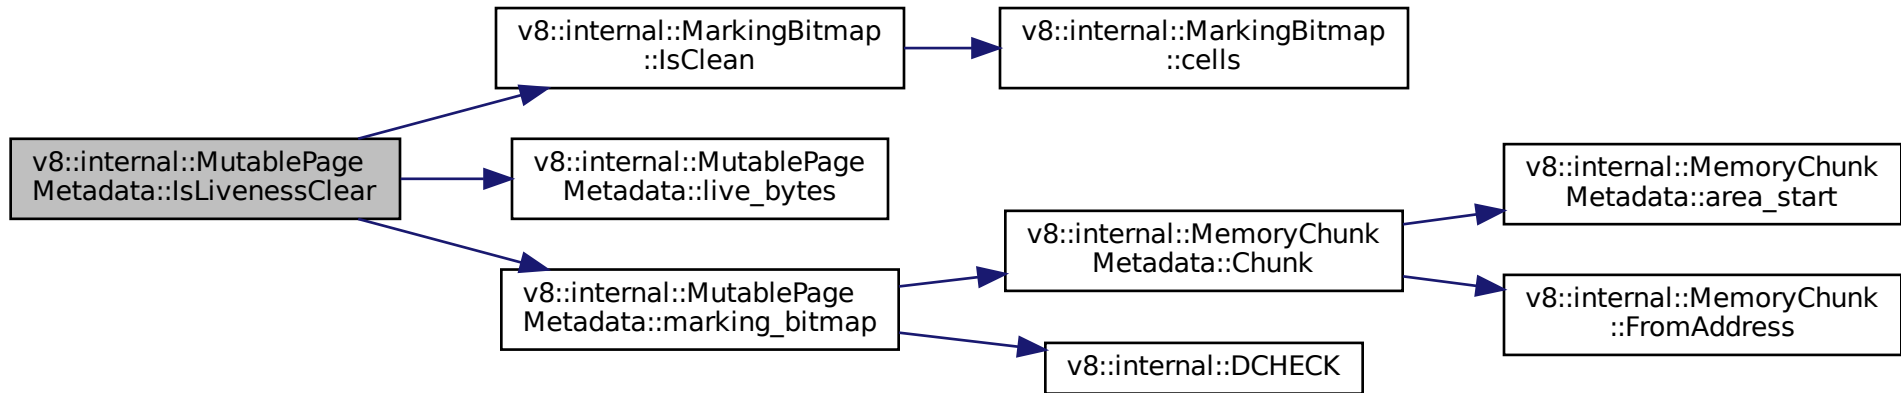 v8::internal::MutablePage
Metadata::IsLivenessClear
v8::internal::MarkingBitmap
::IsClean
v8::internal::MarkingBitmap
::cells
v8::internal::MutablePage
Metadata::live_bytes
v8::internal::MutablePage
Metadata::marking_bitmap
v8::internal::MemoryChunk
Metadata::Chunk
v8::internal::MemoryChunk
Metadata::area_start
v8::internal::MemoryChunk
::FromAddress
v8::internal::DCHECK